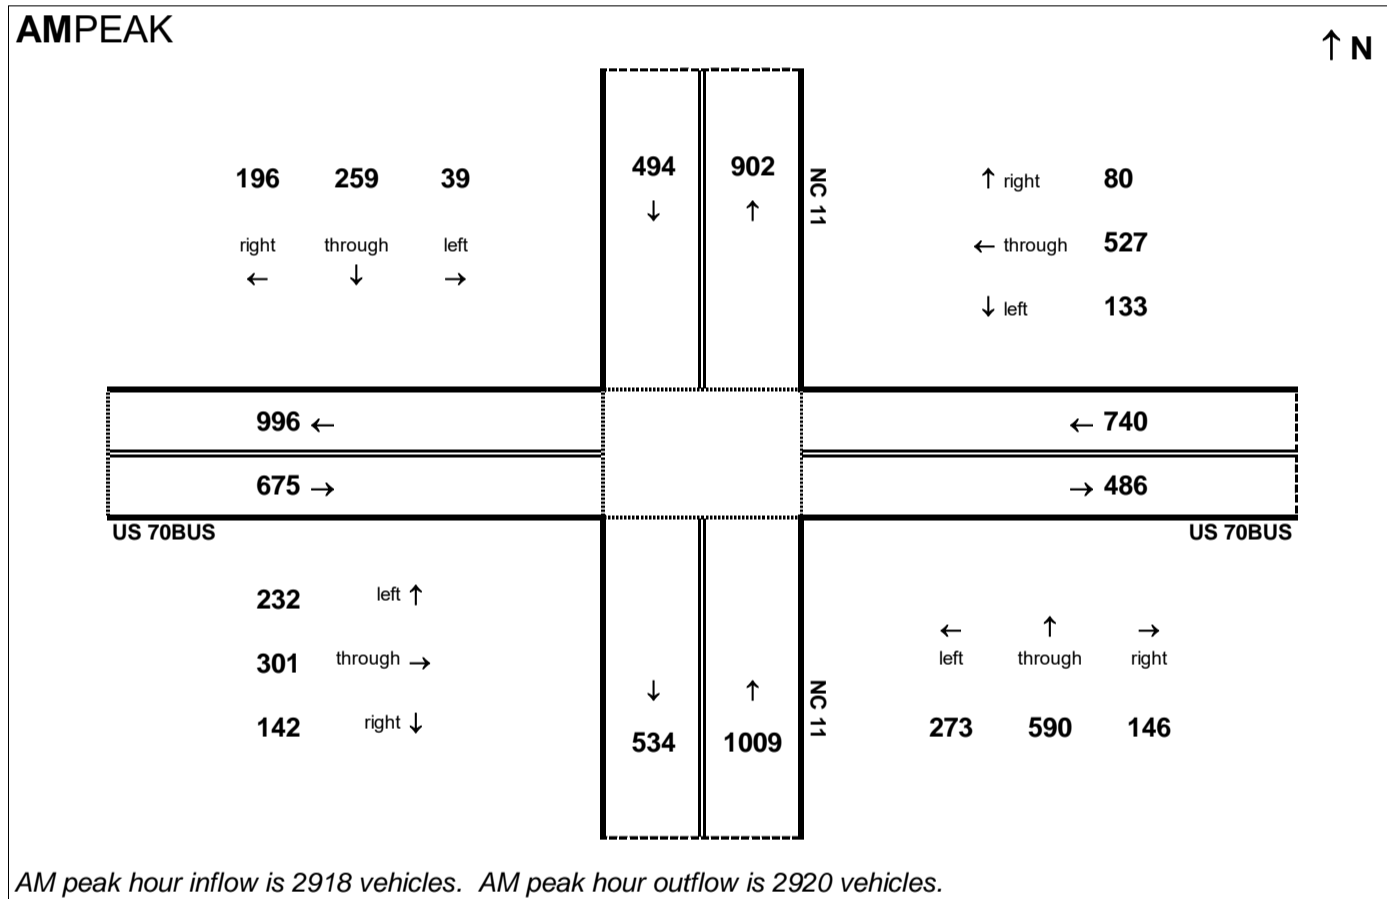 AMPEAK
↑ N
196 259 39
right through left
← ↓ →
494 902
↓ ↑
NC 11
↑ right 80
← through 527
↓ left 133
996 ←
675 →
US 70BUS
← 740
→ 486
US 70BUS
232 left ↑
301 through →
142 right ↓
↓ ↑
534 1009
NC 11
← ↑ →
left through right
273 590 146
AM peak hour inflow is 2918 vehicles. AM peak hour outflow is 2920 vehicles.